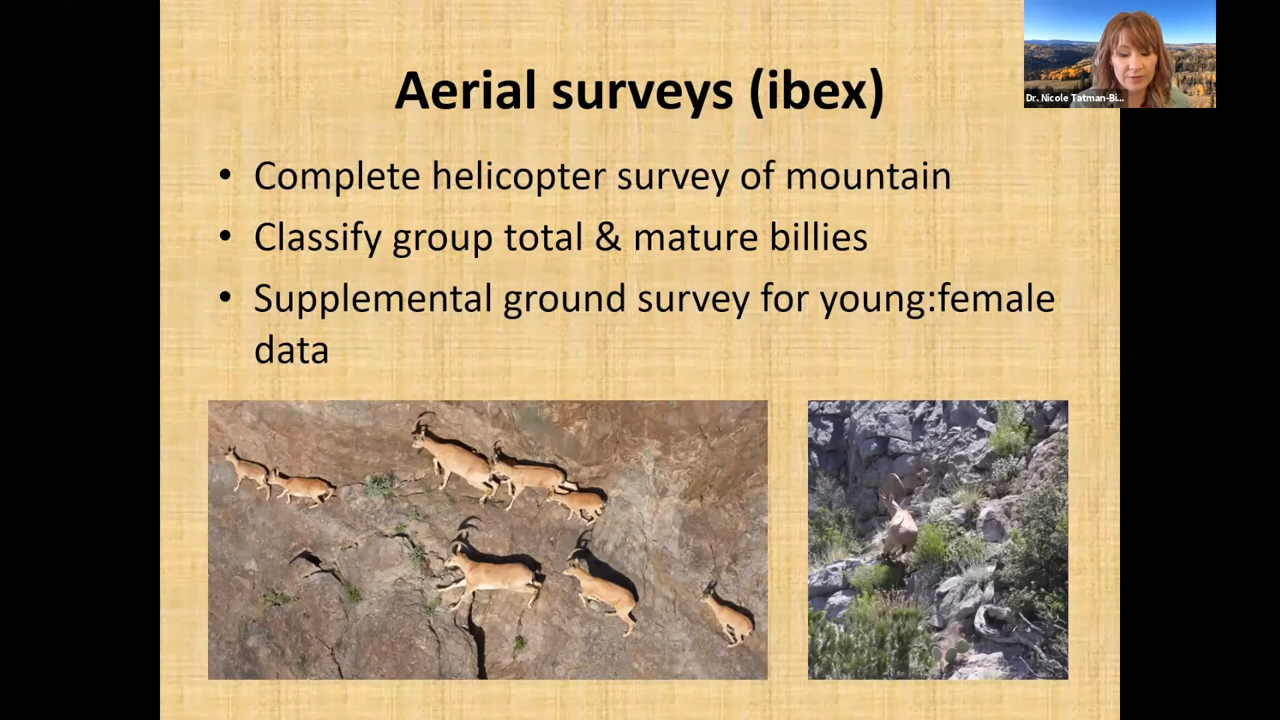 Aerial surveys (ibex)
Dr. Nicole Tatman-Bi...
• Complete helicopter survey of mountain
• Classify group total & mature billies
• Supplemental ground survey for young:female
data